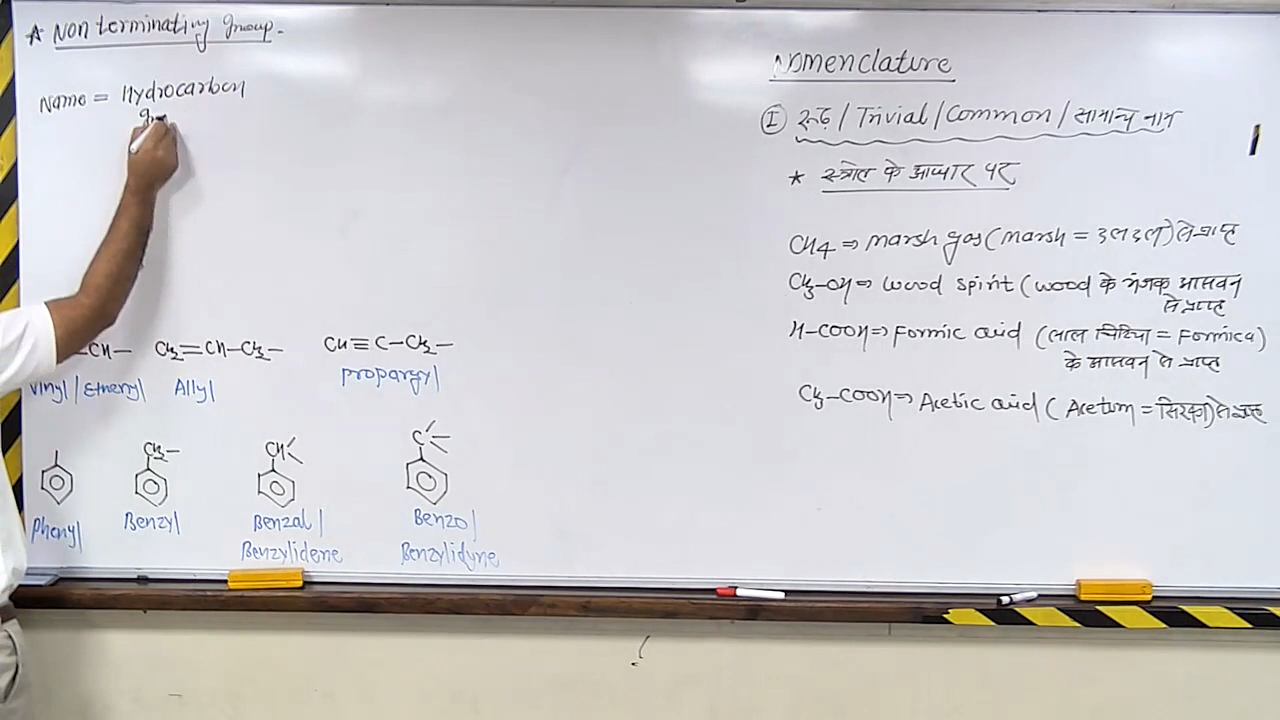 * Non terminating group.
Name = Hydrocarbon
CH— CH2=CH—CH2— CH≡C—CH2—
Vinyl/Ethenyl Allyl propargyl
CH2— CH C
Phenyl Benzyl Benzal/ Benzo/
Benzylidene Benzylidyne
Nomenclature
I रूढ़/Trivial/Common/सामान्य नाम
* स्त्रोत के आधार पर
CH4 ⇒ marsh gas (marsh = दलदल) से प्राप्त
CH3—OH ⇒ wood spirit (wood के भंजक आसवन
से प्राप्त
H—COOH ⇒ Formic acid (लाल चिटिया = Formica)
के आसवन से प्राप्त
CH3—COOH ⇒ Acetic acid (Acetum = सिरका) से प्राप्त